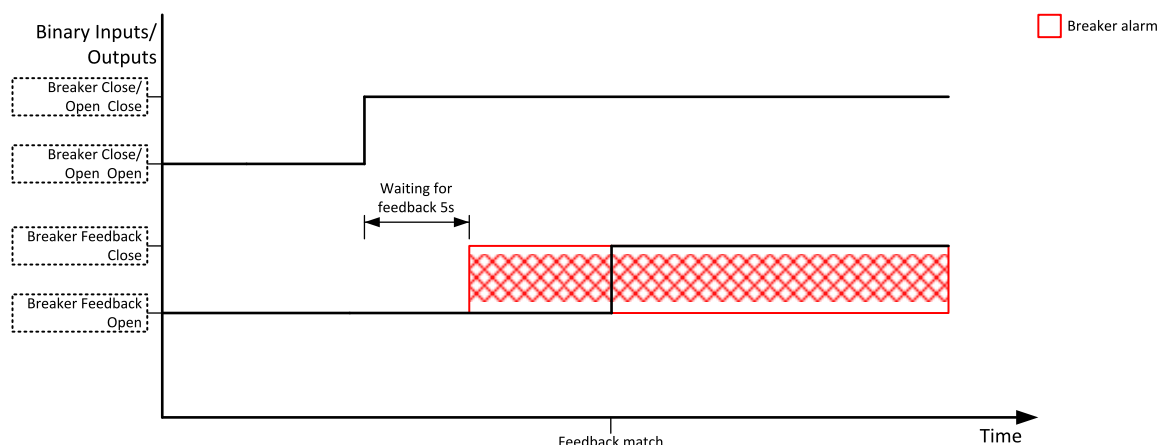 Binary Inputs/
Outputs
Breaker alarm
Breaker Close/
Open Close
Breaker Close/
Open Open
Waiting for
feedback 5s
Breaker Feedback
Close
Breaker Feedback
Open
Time
Feedback match